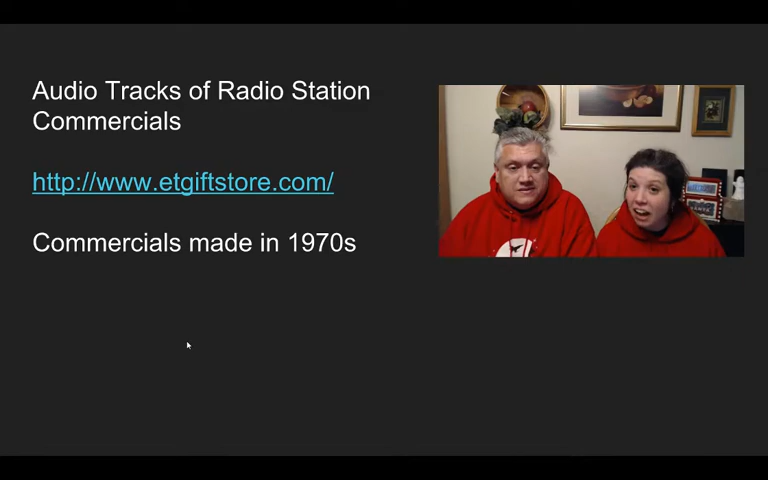 Audio Tracks of Radio Station
Commercials
http://www.etgiftstore.com/
Commercials made in 1970s